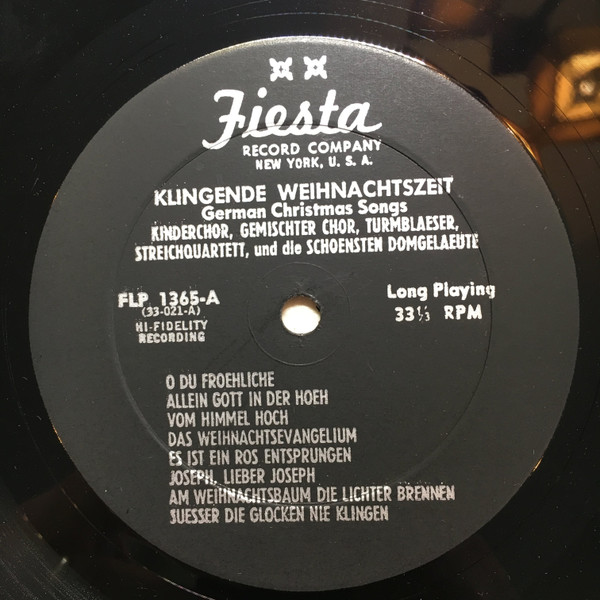 Fiesta
RECORD COMPANY
NEW YORK, U. S. A.
KLINGENDE WEIHNACHTSZEIT
German Christmas Songs
KINDERCHOR, GEMISCHTER CHOR, TURMBLAESER,
STREICHQUARTETT, und die SCHOENSTEN DOMGELAEUTE
FLP 1365-A
(33-021-A)
HI-FIDELITY
RECORDING
Long Playing
33⅓ RPM
O DU FROEHLICHE
ALLEIN GOTT IN DER HOEH
VOM HIMMEL HOCH
DAS WEIHNACHTSEVANGELIUM
ES IST EIN ROS ENTSPRUNGEN
JOSEPH, LIEBER JOSEPH
AM WEIHNACHTSBAUM DIE LICHTER BRENNEN
SUESSER DIE GLOCKEN NIE KLINGEN